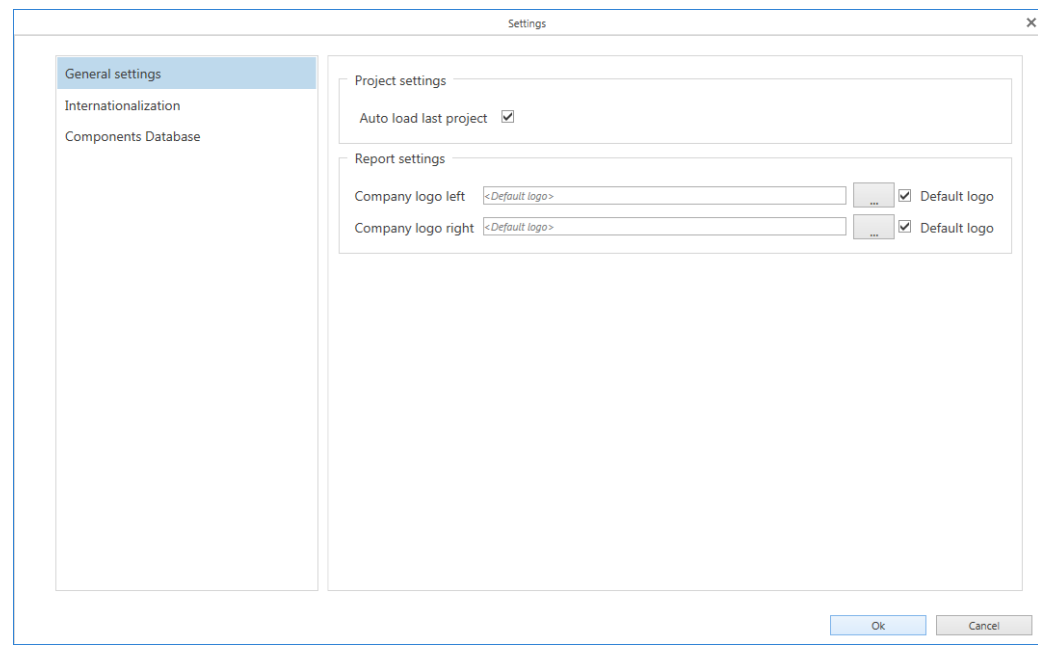 Settings
General settings
Internationalization
Components Database
Project settings
Auto load last project
Report settings
Company logo left <Default logo> ... Default logo
Company logo right <Default logo> ... Default logo
Ok Cancel